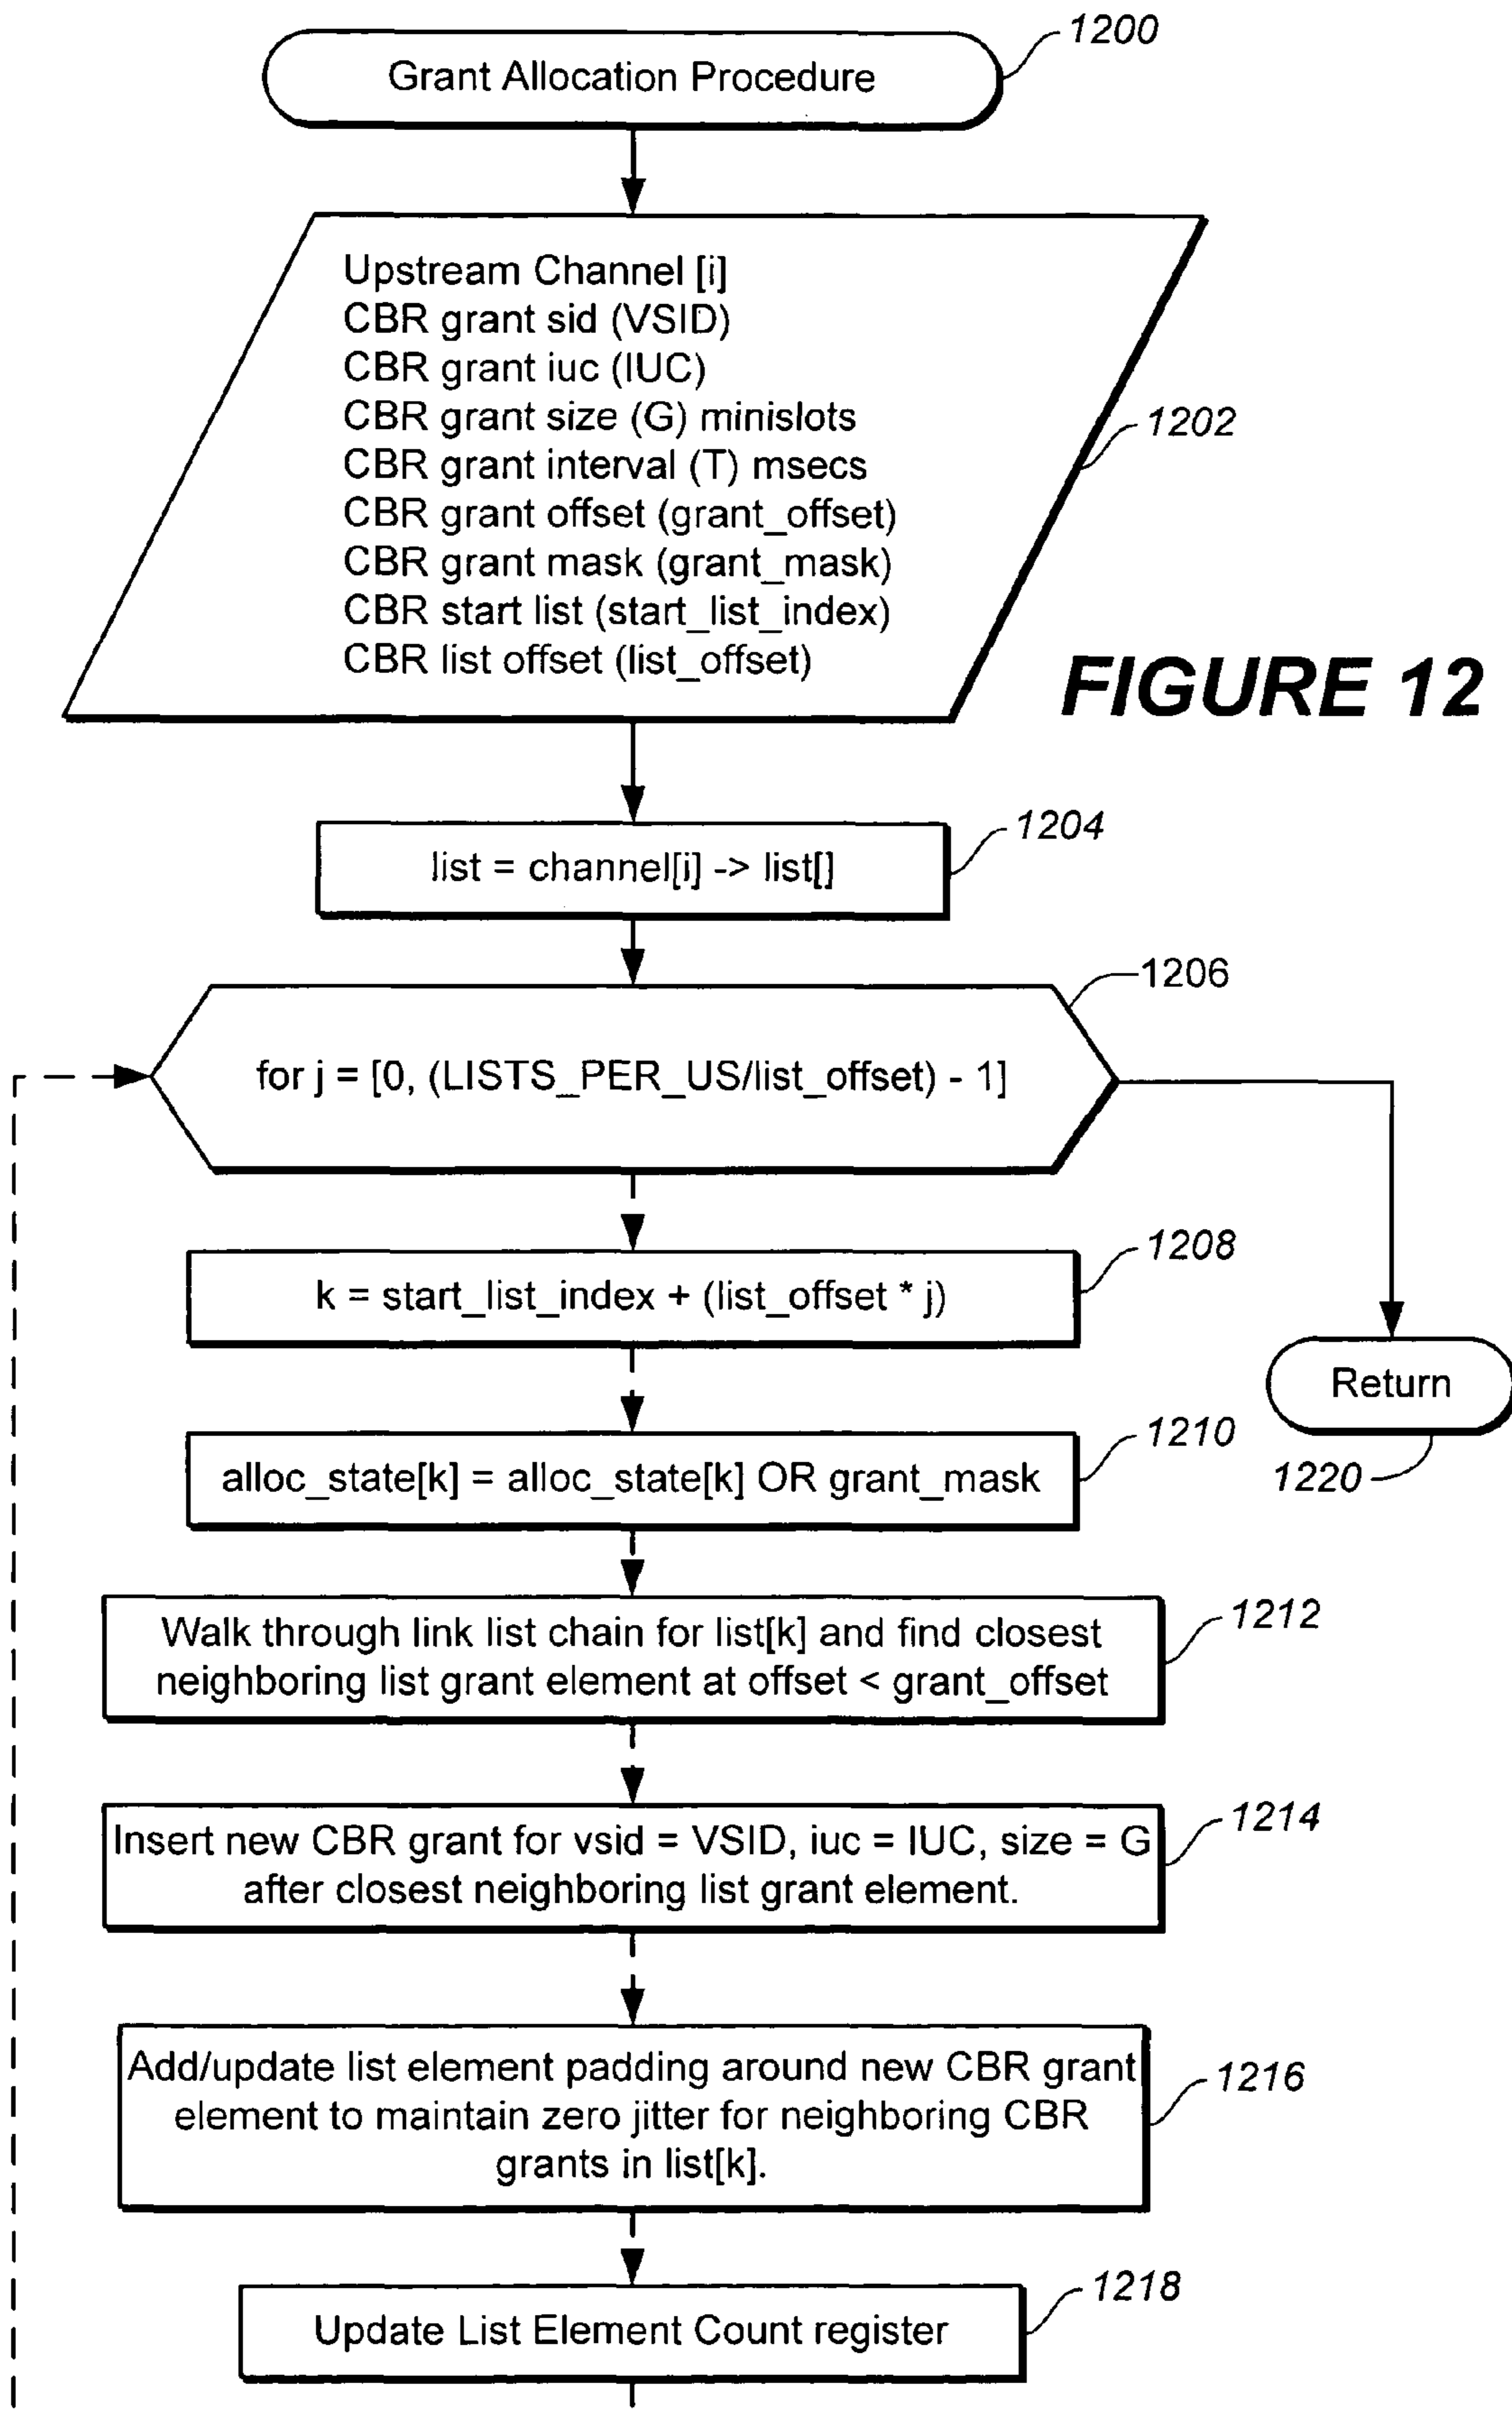 1200
Grant Allocation Procedure
Upstream Channel [i]
CBR grant sid (VSID)
CBR grant iuc (IUC)
CBR grant size (G) minislots
CBR grant interval (T) msecs
CBR grant offset (grant_offset)
CBR grant mask (grant_mask)
CBR start list (start_list_index)
CBR list offset (list_offset)
1202
FIGURE 12
1204
list = channel[i] -> list[]
1206
for j = [0, (LISTS_PER_US/list_offset) - 1]
1208
k = start_list_index + (list_offset * j)
Return
1220
1210
alloc_state[k] = alloc_state[k] OR grant_mask
1212
Walk through link list chain for list[k] and find closest
neighboring list grant element at offset < grant_offset
1214
Insert new CBR grant for vsid = VSID, iuc = IUC, size = G
after closest neighboring list grant element.
1216
Add/update list element padding around new CBR grant
element to maintain zero jitter for neighboring CBR
grants in list[k].
1218
Update List Element Count register